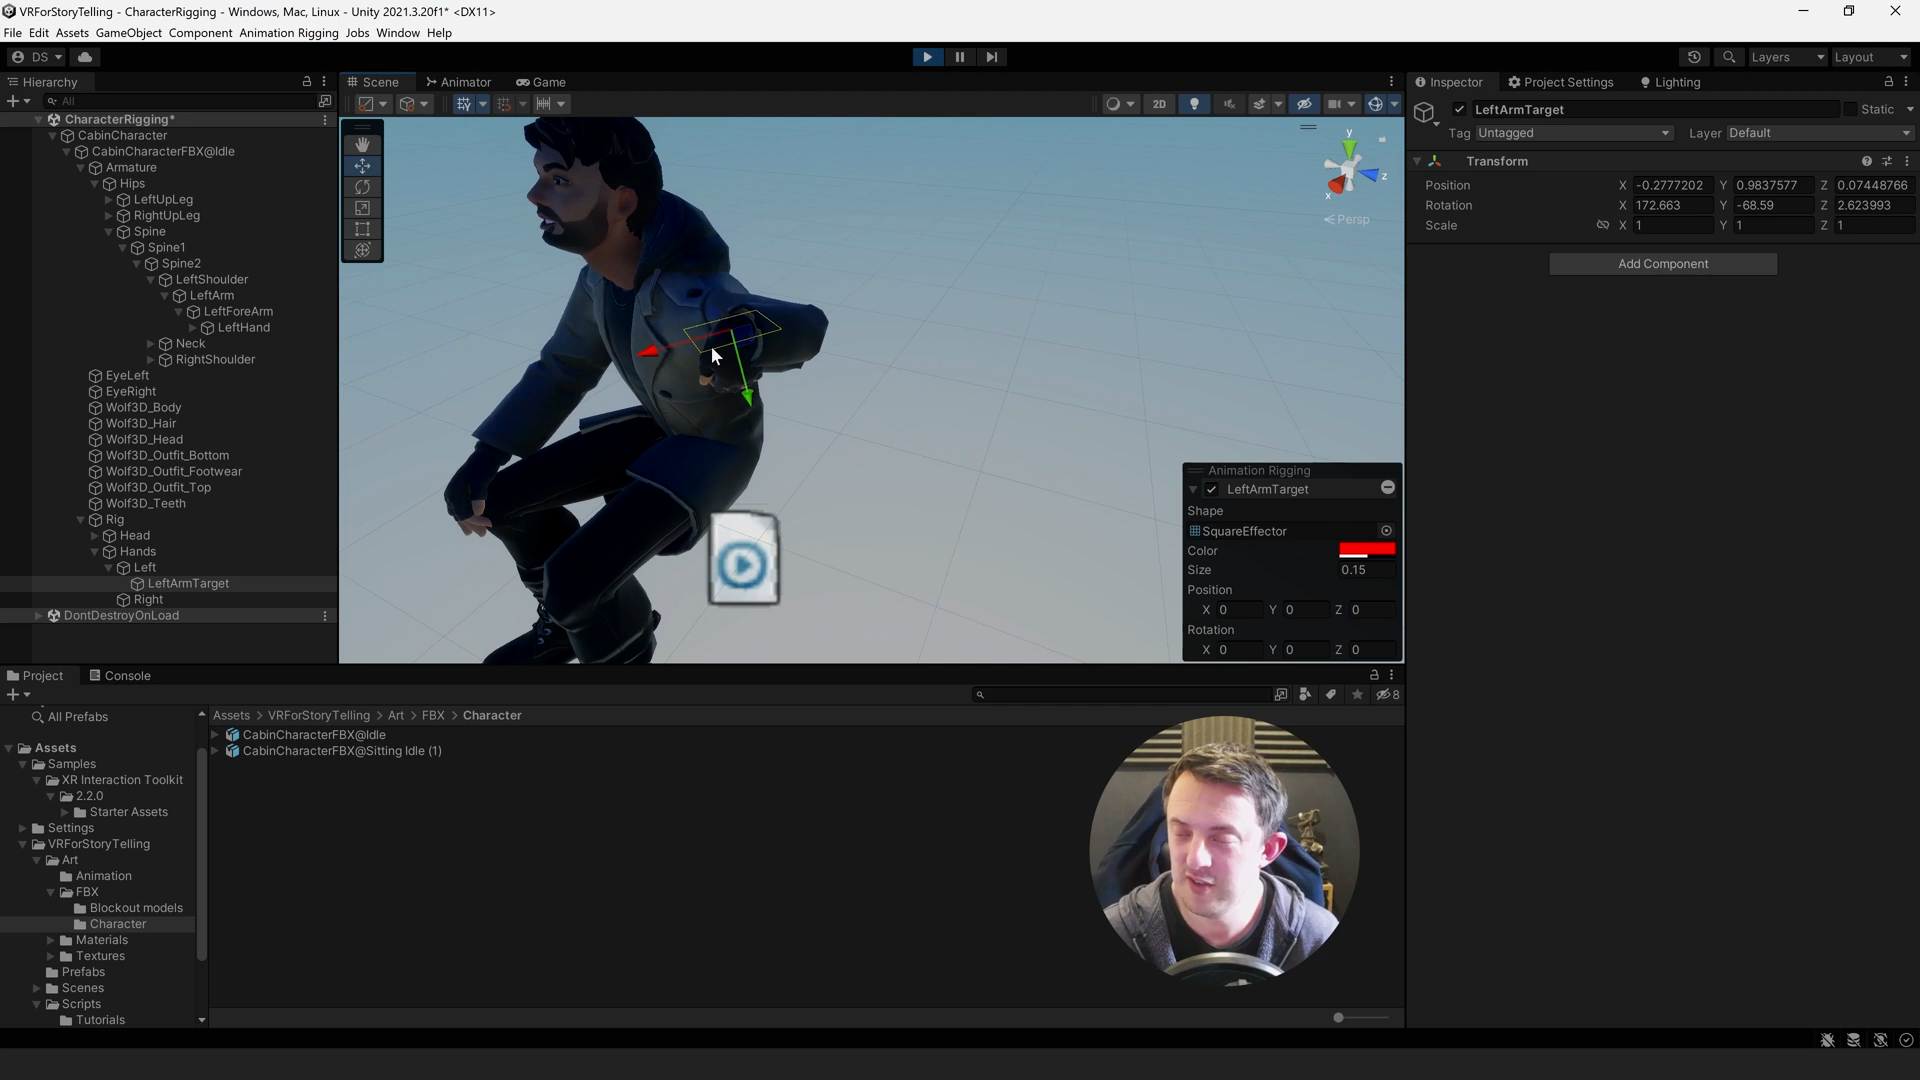 VRForStoryTelling - CharacterRigging - Windows, Mac, Linux - Unity 2021.3.20f1* <DX11>
File Edit Assets GameObject Component Animation Rigging Jobs Window Help
DS
Layers
Layout
Hierarchy
All
CharacterRigging*
CabinCharacter
CabinCharacterFBX@Idle
Armature
Hips
LeftUpLeg
RightUpLeg
Spine
Spine1
Spine2
LeftShoulder
LeftArm
LeftForeArm
LeftHand
Neck
RightShoulder
EyeLeft
EyeRight
Wolf3D_Body
Wolf3D_Hair
Wolf3D_Head
Wolf3D_Outfit_Bottom
Wolf3D_Outfit_Footwear
Wolf3D_Outfit_Top
Wolf3D_Teeth
Rig
Head
Hands
Left
LeftArmTarget
Right
DontDestroyOnLoad
Scene Animator Game
2D
y
z
x
Persp
Animation Rigging
LeftArmTarget
Shape
SquareEffector
Color
Size 0.15
Position
X 0 Y 0 Z 0
Rotation
X 0 Y 0 Z 0
Inspector Project Settings Lighting
LeftArmTarget Static
Tag Untagged Layer Default
Transform
Position X -0.2777202 Y 0.9837577 Z 0.07448766
Rotation X 172.663 Y -68.59 Z 2.623993
Scale X 1 Y 1 Z 1
Add Component
Project Console
8
All Prefabs
Assets
Samples
XR Interaction Toolkit
2.2.0
Starter Assets
Settings
VRForStoryTelling
Art
Animation
FBX
Blockout models
Character
Materials
Textures
Prefabs
Scenes
Scripts
Tutorials
Assets > VRForStoryTelling > Art > FBX > Character
CabinCharacterFBX@Idle
CabinCharacterFBX@Sitting Idle (1)